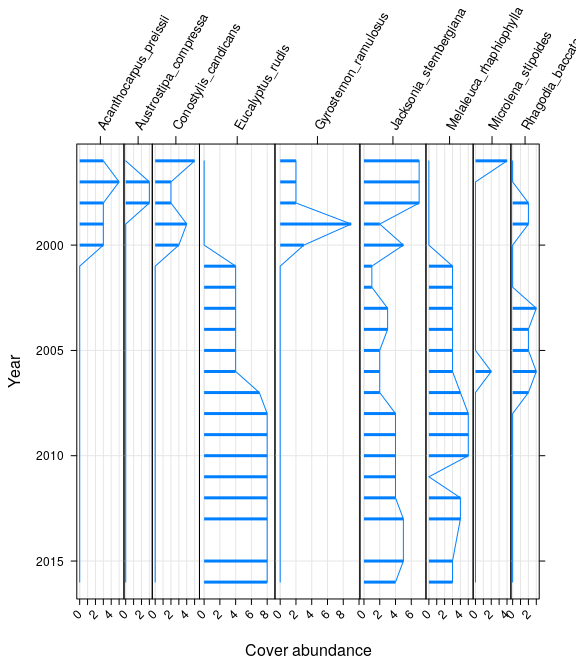 Acanthocarpus_preissii
Austrostipa_compressa
Conostylis_candicans
Eucalyptus_rudis
Gyrostemon_ramulosus
Jacksonia_sternbergiana
Melaleuca_rhaphiophylla
Microlena_stipoides
Rhagodia_baccata
2000
2005
2010
2015
Year
0 2 4 0 2 0 2 4 0 2 4 6 8 0 2 4 6 8 0 2 4 6 0 2 4 0 2 4 0 2
Cover abundance